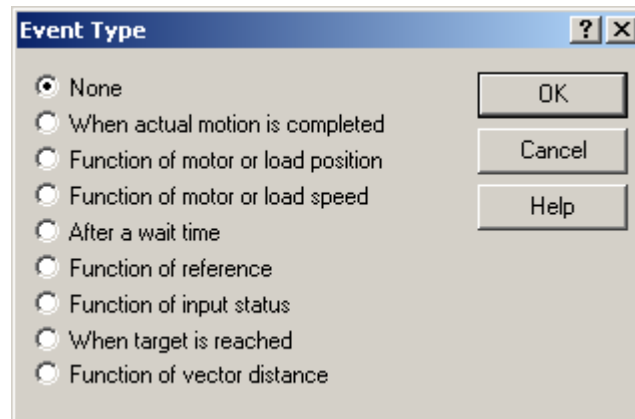 Event Type
None
When actual motion is completed
Function of motor or load position
Function of motor or load speed
After a wait time
Function of reference
Function of input status
When target is reached
Function of vector distance
OK
Cancel
Help